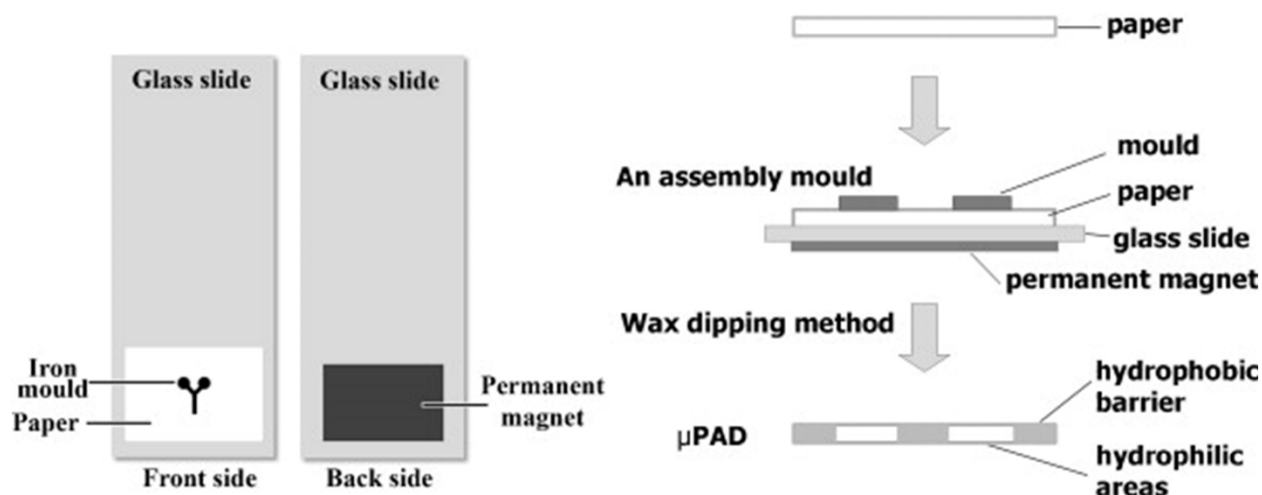 Glass slide
Glass slide
Iron
mould
Paper
Permanent
magnet
Front side
Back side
paper
An assembly mould
mould
paper
glass slide
permanent magnet
Wax dipping method
hydrophobic
barrier
µPAD
hydrophilic
areas